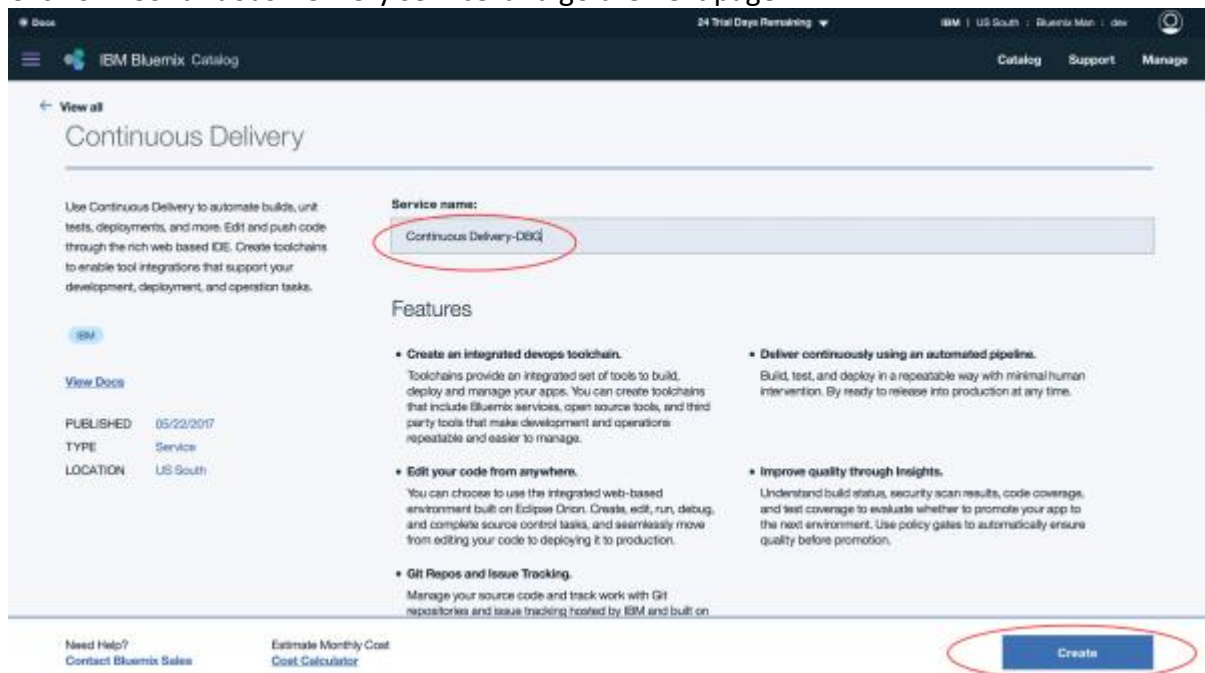 Docs
24 Trial Days Remaining
IBM | US South : Bluemix Man : dev
IBM Bluemix Catalog
Catalog Support Manage
← View all
Continuous Delivery
Use Continuous Delivery to automate builds, unit
tests, deployments, and more. Edit and push code
through the rich web based IDE. Create toolchains
to enable tool integrations that support your
development, deployment, and operation tasks.
IBM
View Docs
PUBLISHED 05/22/2017
TYPE Service
LOCATION US South
Service name:
Continuous Delivery-DBG
Features
• Create an integrated devops toolchain.
Toolchains provide an integrated set of tools to build,
deploy and manage your apps. You can create toolchains
that include Bluemix services, open source tools, and third
party tools that make development and operations
repeatable and easier to manage.
• Deliver continuously using an automated pipeline.
Build, test, and deploy in a repeatable way with minimal human
intervention. By ready to release into production at any time.
• Edit your code from anywhere.
You can choose to use the integrated web-based
environment built on Eclipse Orion. Create, edit, run, debug,
and complete source control tasks, and seamlessly move
from editing your code to deploying it to production.
• Improve quality through Insights.
Understand build status, security scan results, code coverage,
and test coverage to evaluate whether to promote your app to
the next environment. Use policy gates to automatically ensure
quality before promotion.
• Git Repos and Issue Tracking.
Manage your source code and track work with Git
repositories and issue tracking hosted by IBM and built on
Need Help?
Contact Bluemix Sales
Estimate Monthly Cost
Cost Calculator
Create